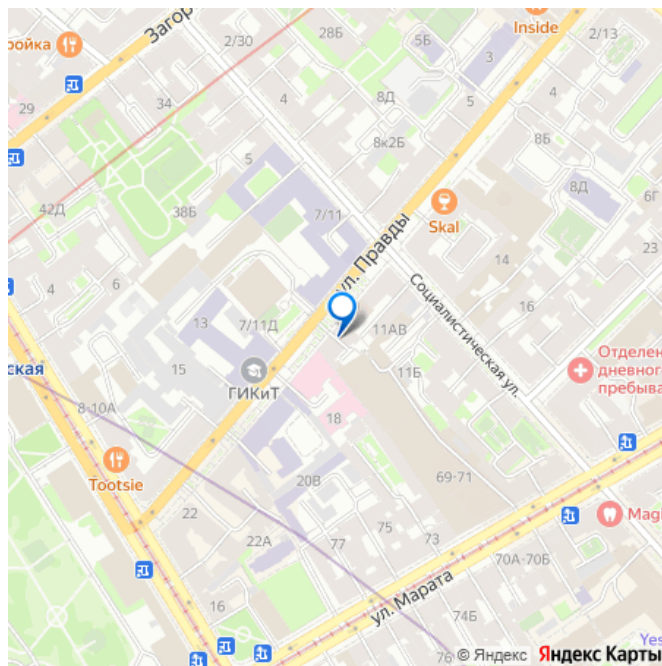 Inside
ройка
Загор
2/30
28Б
5Б
3
2/13
29
34
4
8Д
5
4
8к2Б
8Б
5
8Д
42Д
38Б
7/11
6Г
Skal
23
ул. Правды
14
4
6
Социалистическая ул.
16
13
7/11Д
11АВ
ская
15
ГИКиТ
11Б
Отделен
дневног
пребыва
8-10А
18
Tootsie
20В
69-71
22
75
Magi
22А
77
73
70А-70Б
16
ул. Марата
74Б
76
Yes
© Яндекс Яндекс Карты